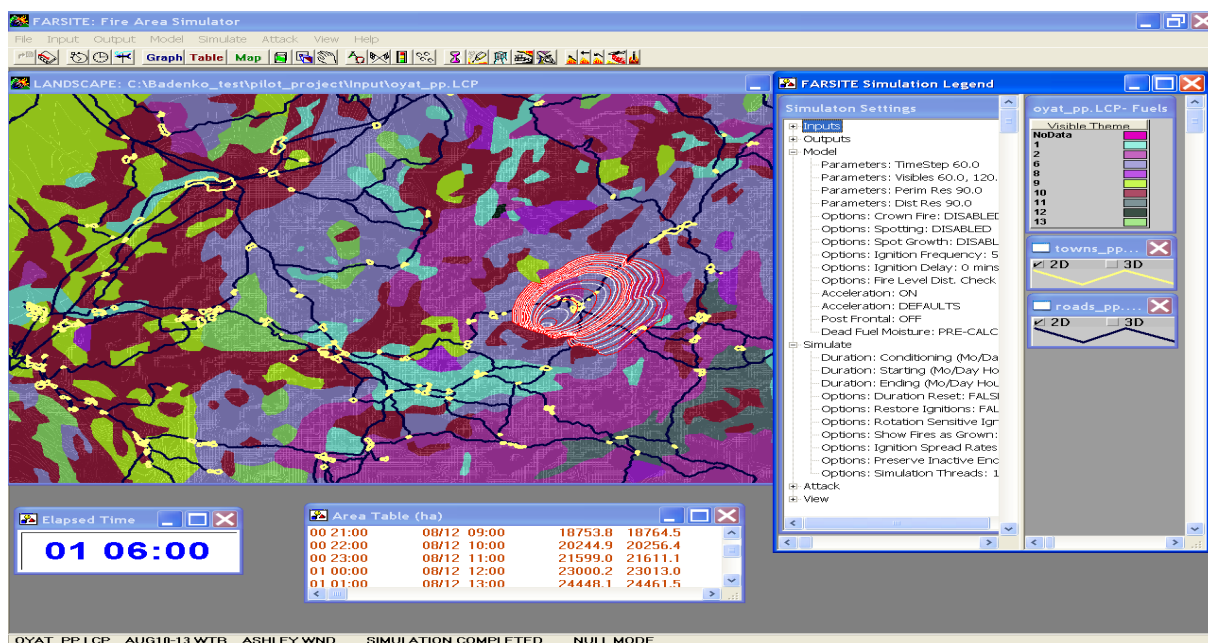 FARSITE: Fire Area Simulator
File Input Output Model Simulate Attack View Help
Graph Table Map
LANDSCAPE: C:\Badenko_test\pilot_project\Input\oyat_pp.LCP
FARSITE Simulation Legend
Simulaton Settings
Inputs
Outputs
Model
Parameters: TimeStep 60.0
Parameters: Visibles 60.0, 120.
Parameters: Perim Res 90.0
Parameters: Dist Res 90.0
Options: Crown Fire: DISABLED
Options: Spotting: DISABLED
Options: Spot Growth: DISABL
Options: Ignition Frequency: 5
Options: Ignition Delay: 0 mins
Options: Fire Level Dist. Check
Acceleration: ON
Acceleration: DEFAULTS
Post Frontal: OFF
Dead Fuel Moisture: PRE-CALC
Simulate
Duration: Conditioning (Mo/Da
Duration: Starting (Mo/Day Ho
Duration: Ending (Mo/Day Hou
Options: Duration Reset: FALSE
Options: Restore Ignitions: FAL
Options: Rotation Sensitive Igr
Options: Show Fires as Grown:
Options: Ignition Spread Rates
Options: Preserve Inactive Enc
Options: Simulation Threads: 1
Attack
View
oyat_pp.LCP- Fuels
Visible Theme
NoData
1
2
6
8
9
10
11
12
13
towns_pp...
2D 3D
roads_pp....
2D 3D
Elapsed Time
01 06:00
Area Table (ha)
00 21:00 08/12 09:00 18753.8 18764.5
00 22:00 08/12 10:00 20244.9 20256.4
00 23:00 08/12 11:00 21599.0 21611.1
01 00:00 08/12 12:00 23000.2 23013.0
01 01:00 08/12 13:00 24448.1 24461.5
OYAT_PP.LCP AUG10-13.WTR ASHLEY.WND SIMULATION COMPLETED NULL MODE